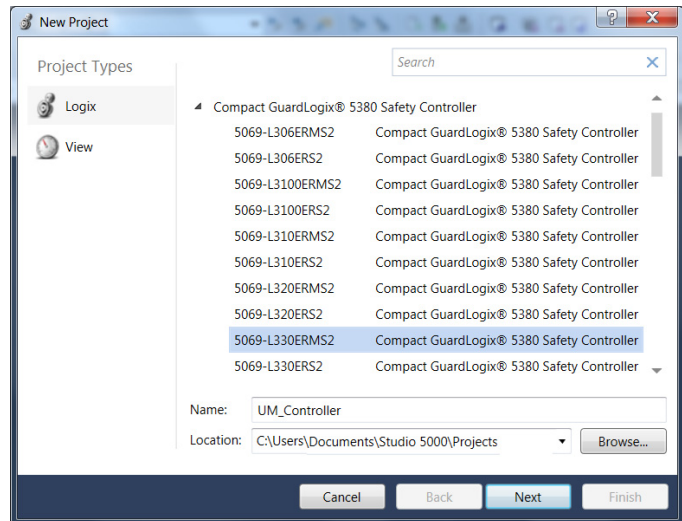 New Project
Project Types
Search
Logix
View
Compact GuardLogix® 5380 Safety Controller
5069-L306ERMS2 Compact GuardLogix® 5380 Safety Controller
5069-L306ERS2 Compact GuardLogix® 5380 Safety Controller
5069-L3100ERMS2 Compact GuardLogix® 5380 Safety Controller
5069-L3100ERS2 Compact GuardLogix® 5380 Safety Controller
5069-L310ERMS2 Compact GuardLogix® 5380 Safety Controller
5069-L310ERS2 Compact GuardLogix® 5380 Safety Controller
5069-L320ERMS2 Compact GuardLogix® 5380 Safety Controller
5069-L320ERS2 Compact GuardLogix® 5380 Safety Controller
5069-L330ERMS2 Compact GuardLogix® 5380 Safety Controller
5069-L330ERS2 Compact GuardLogix® 5380 Safety Controller
Name: UM_Controller
Location: C:\Users\Documents\Studio 5000\Projects Browse...
Cancel Back Next Finish